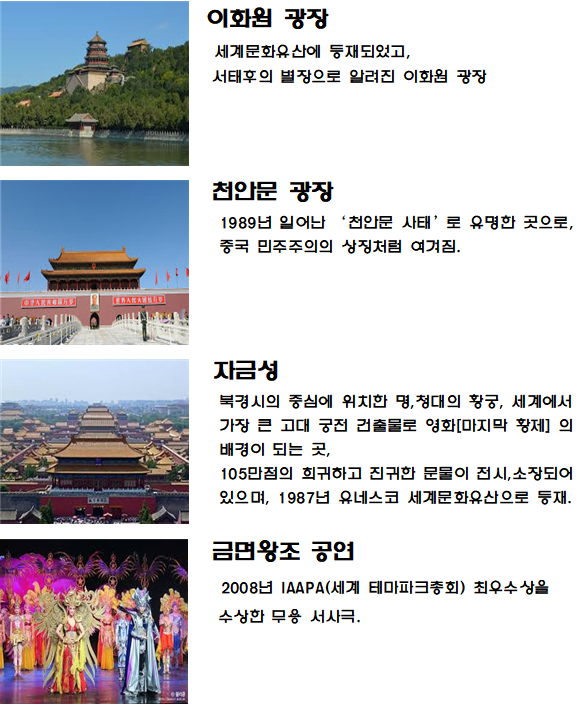 이화원 광장
세계문화유산에 등재되었고,
서태후의 별장으로 알려진 이화원 광장
천안문 광장
1989년 일어난 ‘천안문 사태’로 유명한 곳으로,
중국 민주주의의 상징처럼 여겨짐.
자금성
북경시의 중심에 위치한 명,청대의 황궁, 세계에서
가장 큰 고대 궁전 건출물로 영화[마지막 황제] 의
배경이 되는 곳,
105만점의 희귀하고 진귀한 문물이 전시,소장되어
있으며, 1987년 유네스코 세계문화유산으로 등재.
금면왕조 공연
2008년 IAAPA(세계 테마파크총회) 최우수상을
수상한 무용 서사극.